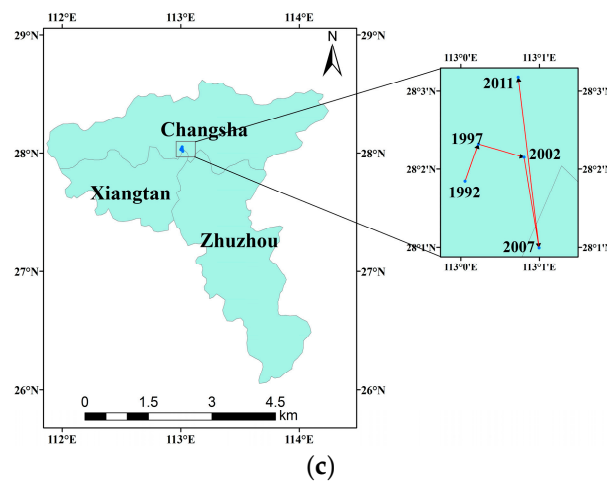 112°E 113°E 114°E
29°N 29°N
N
Changsha
28°N 28°N
Xiangtan
Zhuzhou
27°N 27°N
26°N 26°N
0 1.5 3 4.5
km
112°E 113°E 114°E
113°0'E 113°1'E
2011
28°3'N 28°3'N
1997
2002
28°2'N 28°2'N
1992
2007
28°1'N 28°1'N
113°0'E 113°1'E
(c)